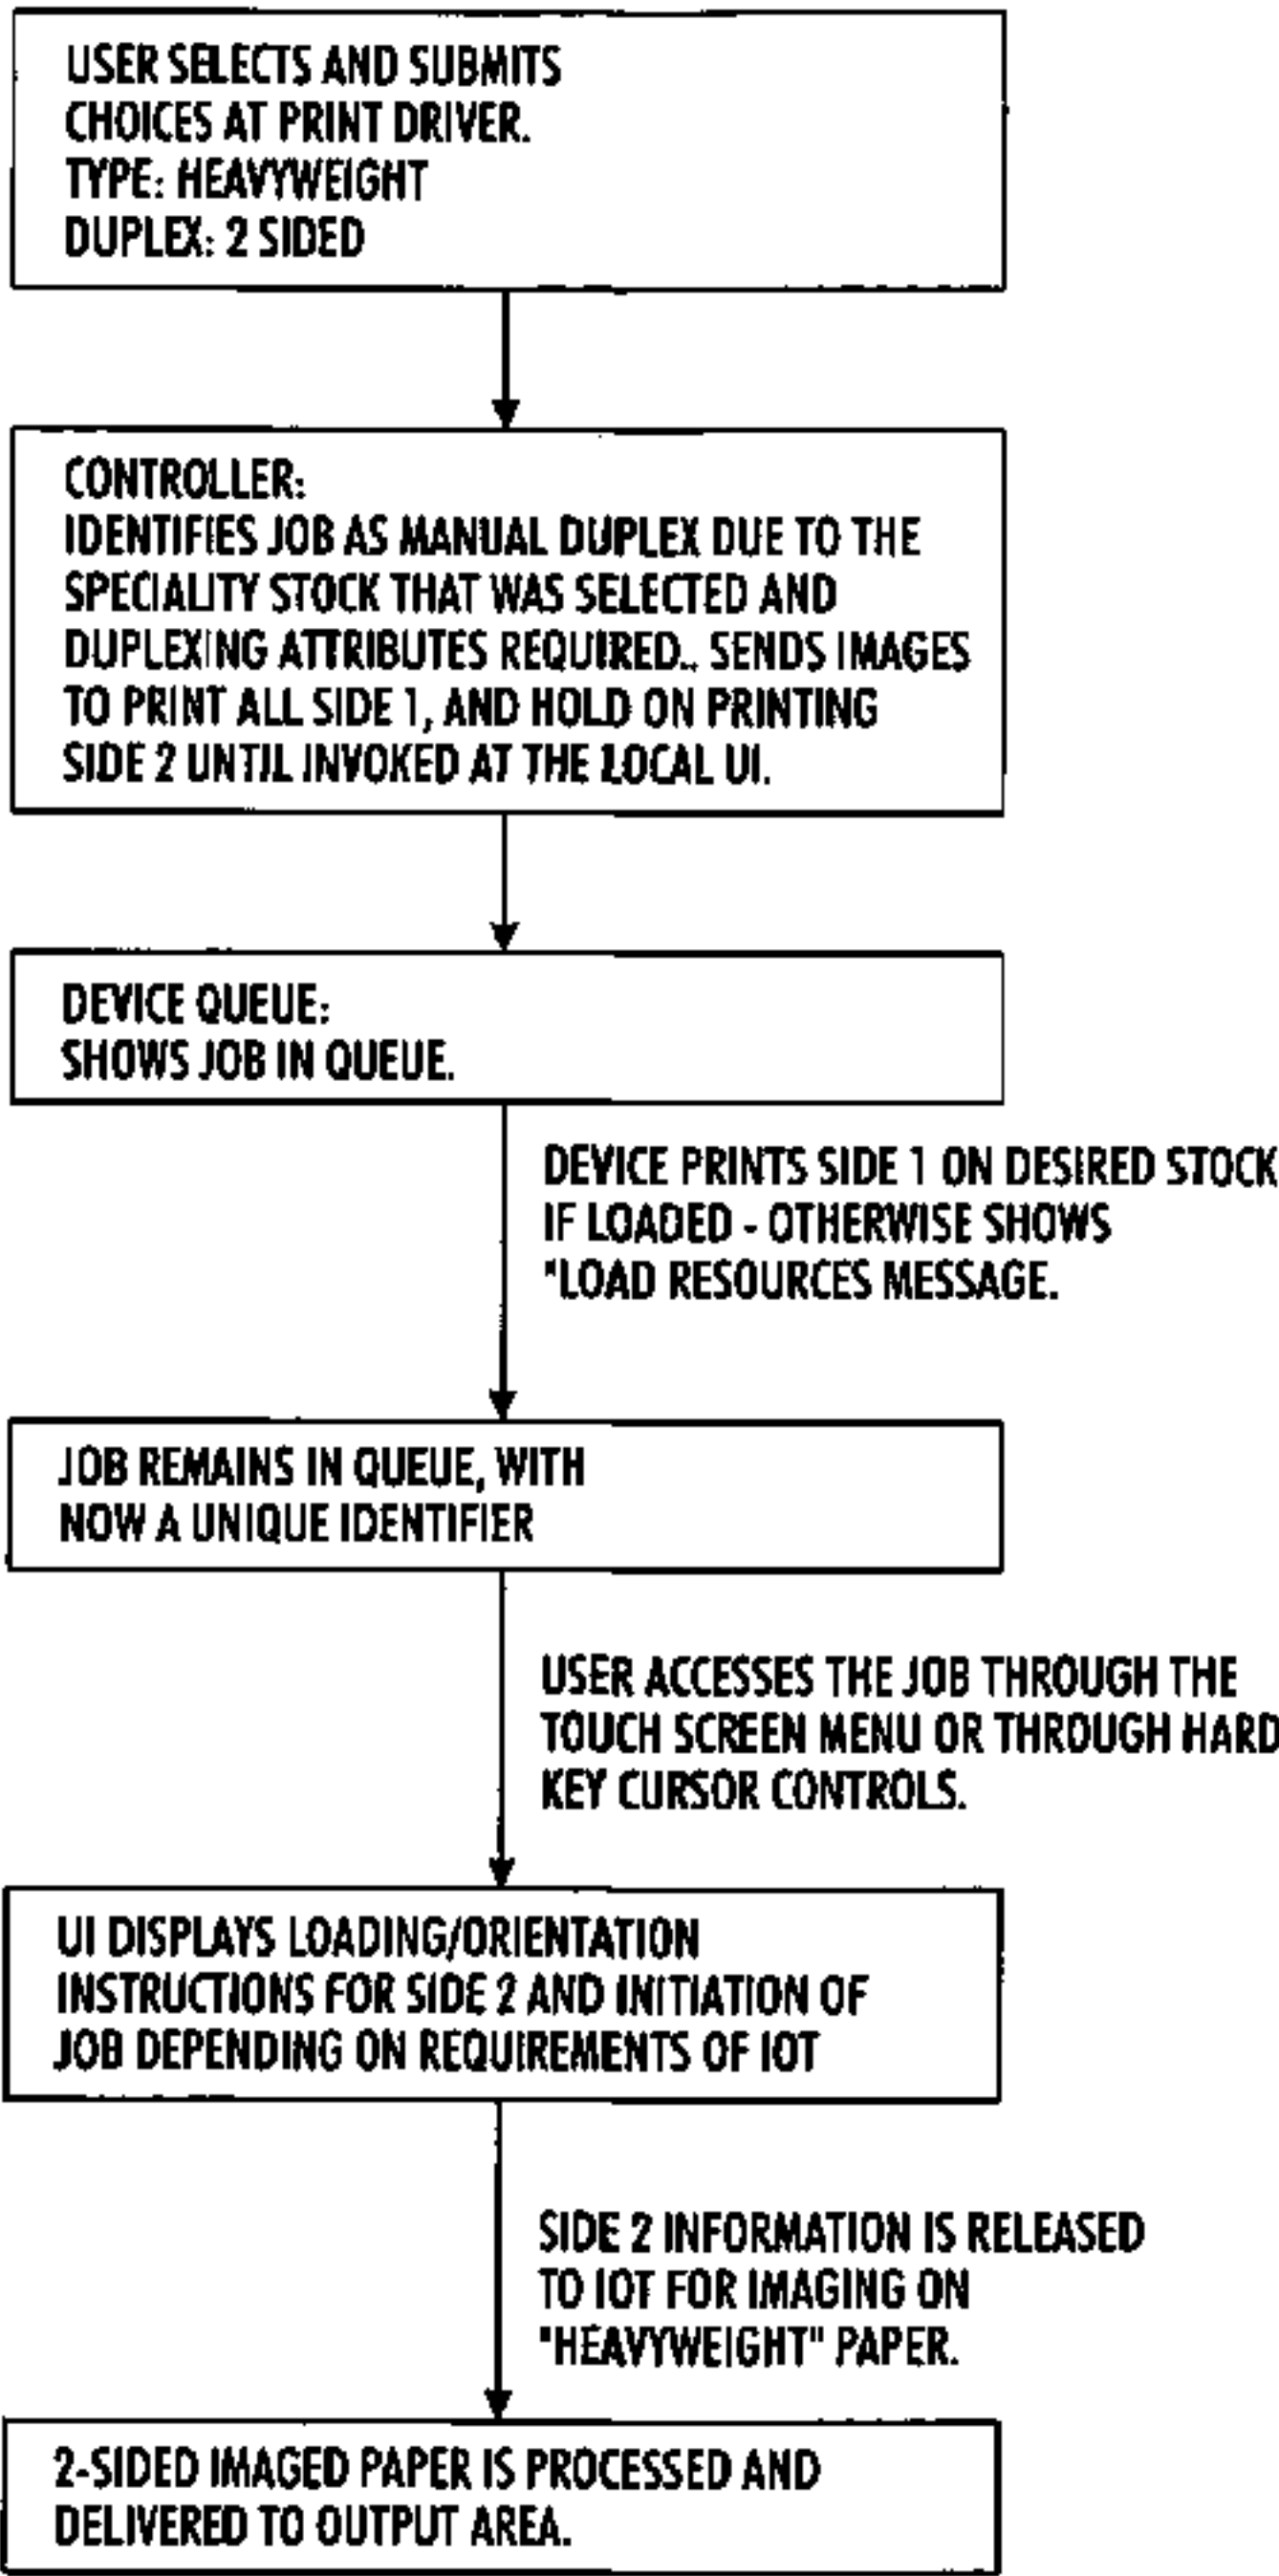 USER SELECTS AND SUBMITS
CHOICES AT PRINT DRIVER.
TYPE: HEAVYWEIGHT
DUPLEX: 2 SIDED
CONTROLLER:
IDENTIFIES JOB AS MANUAL DUPLEX DUE TO THE
SPECIALITY STOCK THAT WAS SELECTED AND
DUPLEXING ATTRIBUTES REQUIRED.. SENDS IMAGES
TO PRINT ALL SIDE 1, AND HOLD ON PRINTING
SIDE 2 UNTIL INVOKED AT THE LOCAL UI.
DEVICE QUEUE:
SHOWS JOB IN QUEUE.
DEVICE PRINTS SIDE 1 ON DESIRED STOCK
IF LOADED - OTHERWISE SHOWS
"LOAD RESOURCES MESSAGE.
JOB REMAINS IN QUEUE, WITH
NOW A UNIQUE IDENTIFIER
USER ACCESSES THE JOB THROUGH THE
TOUCH SCREEN MENU OR THROUGH HARD
KEY CURSOR CONTROLS.
UI DISPLAYS LOADING/ORIENTATION
INSTRUCTIONS FOR SIDE 2 AND INITIATION OF
JOB DEPENDING ON REQUIREMENTS OF IOT
SIDE 2 INFORMATION IS RELEASED
TO IOT FOR IMAGING ON
"HEAVYWEIGHT" PAPER.
2-SIDED IMAGED PAPER IS PROCESSED AND
DELIVERED TO OUTPUT AREA.